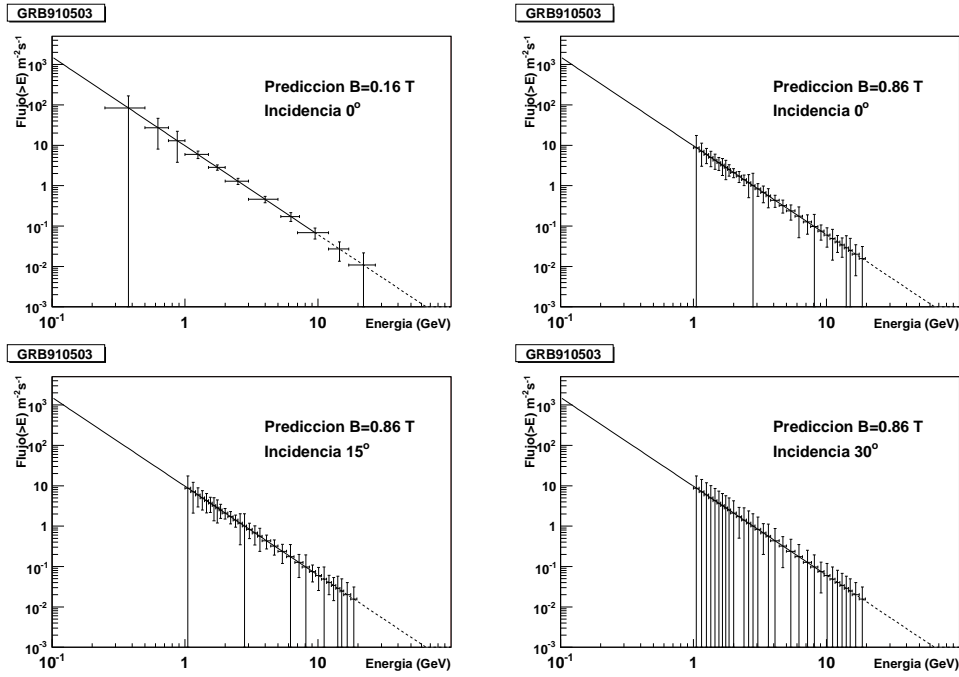 GRB910503
Flujo(>E) m⁻²s⁻¹
10³
10²
10
1
10⁻¹
10⁻²
10⁻³
Prediccion B=0.16 T
Incidencia 0°
10⁻¹
1
10
Energia (GeV)
GRB910503
Flujo(>E) m⁻²s⁻¹
10³
10²
10
1
10⁻¹
10⁻²
10⁻³
Prediccion B=0.86 T
Incidencia 0°
10⁻¹
1
10
Energia (GeV)
GRB910503
Flujo(>E) m⁻²s⁻¹
10³
10²
10
1
10⁻¹
10⁻²
10⁻³
Prediccion B=0.86 T
Incidencia 15°
10⁻¹
1
10
Energia (GeV)
GRB910503
Flujo(>E) m⁻²s⁻¹
10³
10²
10
1
10⁻¹
10⁻²
10⁻³
Prediccion B=0.86 T
Incidencia 30°
10⁻¹
1
10
Energia (GeV)